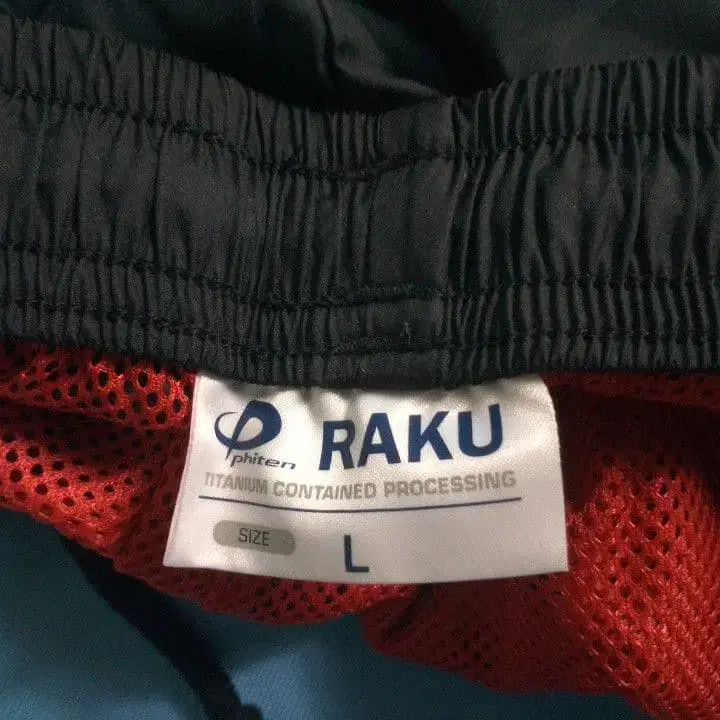 phiten RAKU
TITANIUM CONTAINED PROCESSING
SIZE L